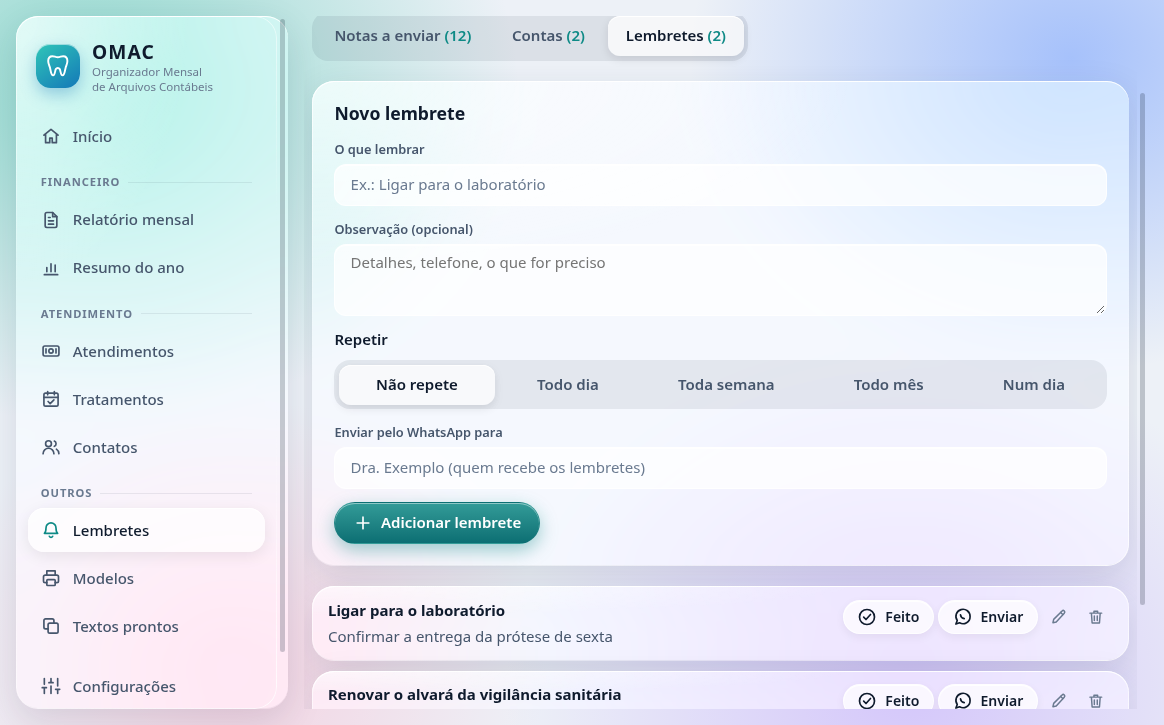 OMAC
Organizador Mensal
de Arquivos Contábeis
Início
FINANCEIRO
Relatório mensal
Resumo do ano
ATENDIMENTO
Atendimentos
Tratamentos
Contatos
OUTROS
Lembretes
Modelos
Textos prontos
Configurações
Notas a enviar (12)
Contas (2)
Lembretes (2)
Novo lembrete
O que lembrar
Ex.: Ligar para o laboratório
Observação (opcional)
Detalhes, telefone, o que for preciso
Repetir
Não repete
Todo dia
Toda semana
Todo mês
Num dia
Enviar pelo WhatsApp para
Dra. Exemplo (quem recebe os lembretes)
Adicionar lembrete
Ligar para o laboratório
Confirmar a entrega da prótese de sexta
Feito
Enviar
Renovar o alvará da vigilância sanitária
Feito
Enviar